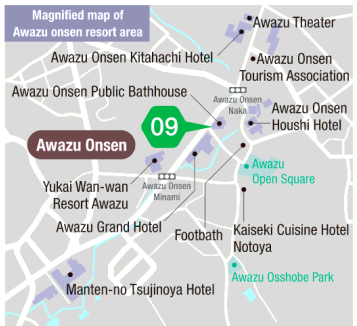 Magnified map of
Awazu onsen resort area
Awazu Theater
Awazu Onsen Kitahachi Hotel
Awazu Onsen
Tourism Association
Awazu Onsen Public Bathhouse
Awazu Onsen
Naka
Awazu Onsen
Houshi Hotel
09
Awazu Onsen
Awazu
Open Square
Yukai Wan-wan
Resort Awazu
Awazu Onsen
Minami
Awazu Grand Hotel
Footbath
Kaiseki Cuisine Hotel
Notoya
Awazu Osshobe Park
Manten-no Tsujinoya Hotel